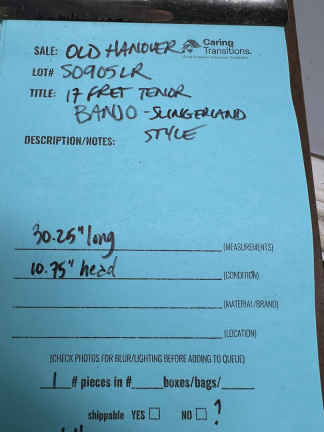 SALE: OLD HANOVER Caring Transitions.
LOT# SO905LR
TITLE: 17 FRET TENOR
BANJO - SLINGERLAND
STYLE
DESCRIPTION/NOTES:
30.25" long (MEASUREMENTS)
10.75" head (CONDITION)
(MATERIAL/BRAND)
(LOCATION)
(CHECK PHOTOS FOR BLUR/LIGHTING BEFORE ADDING TO QUEUE)
1 # pieces in # boxes/bags/
shippable YES NO ?